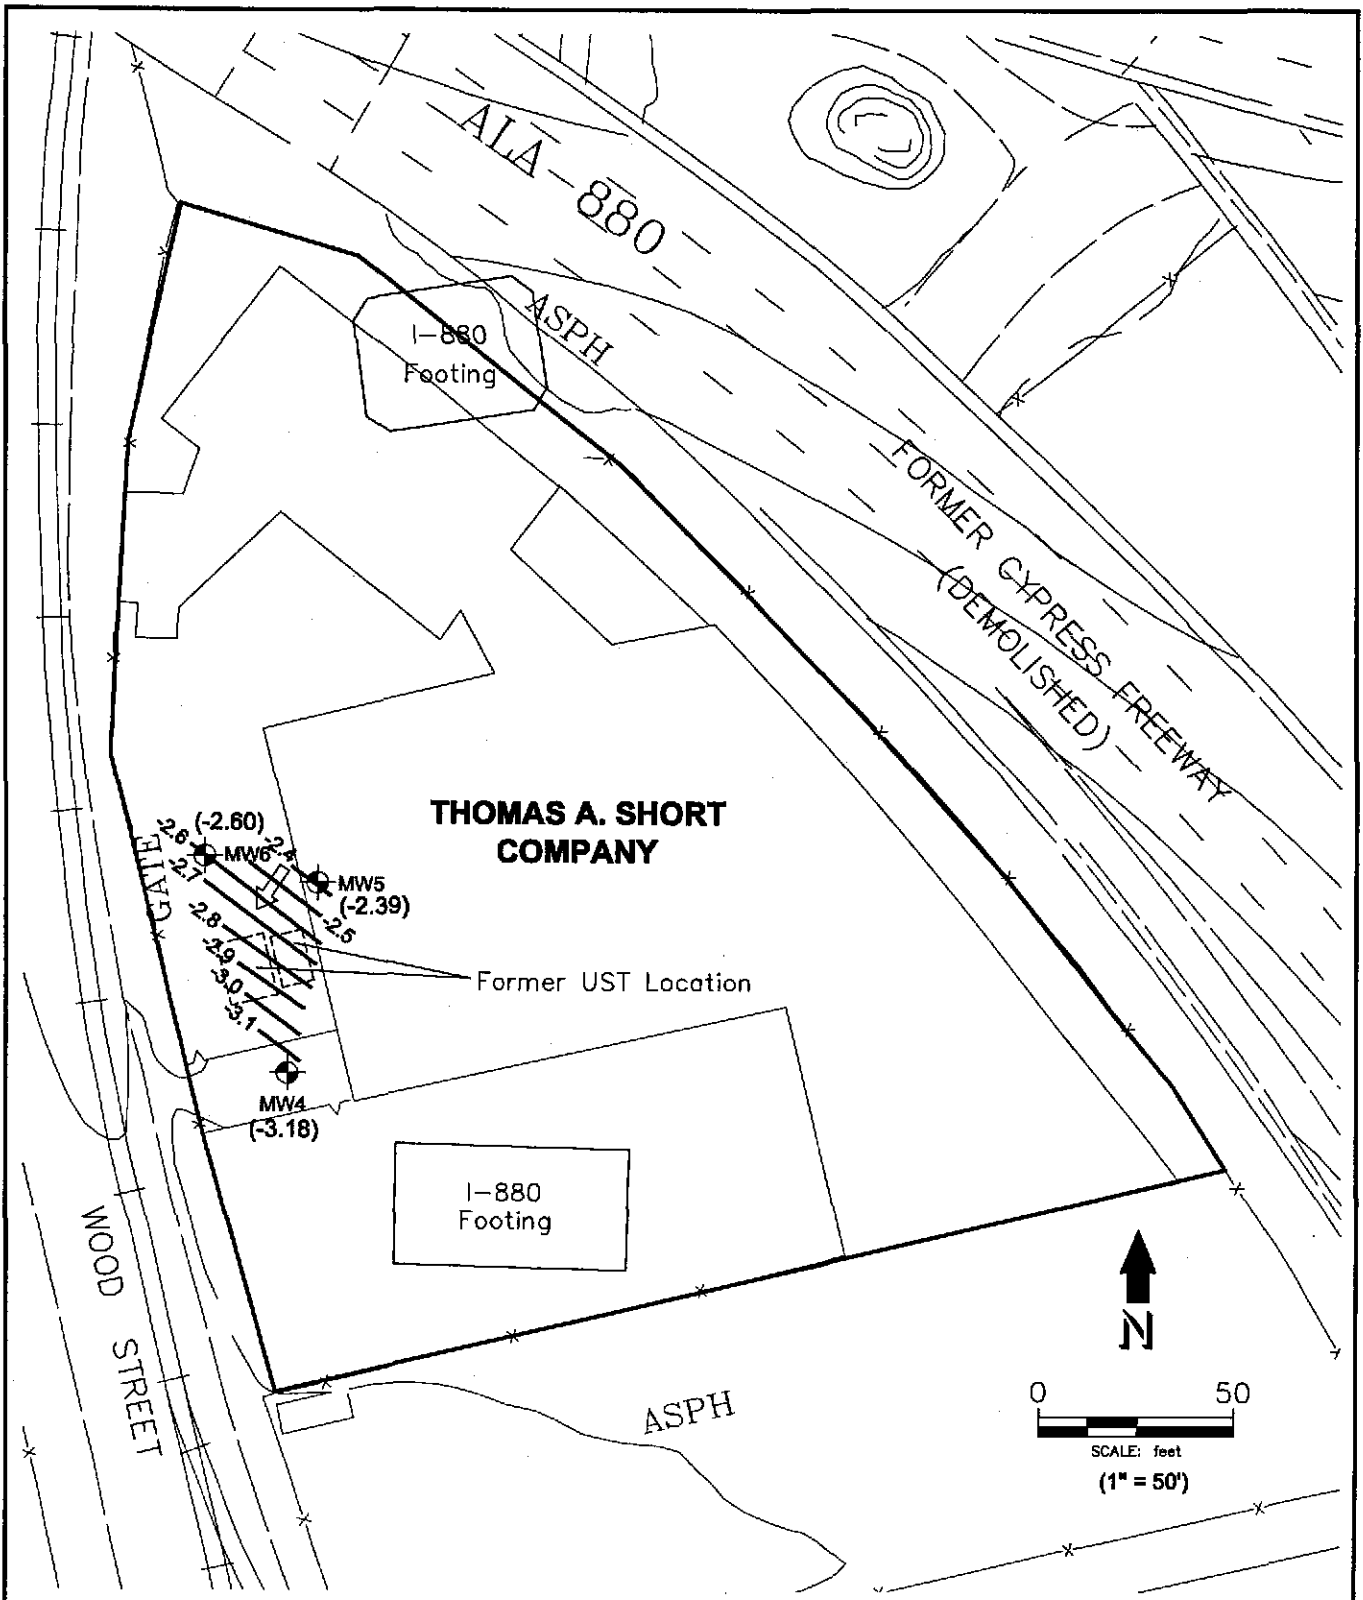 ALA 880
ASPH
I-880
Footing
FORMER CYPRESS FREEWAY
(DEMOLISHED)
THOMAS A. SHORT
COMPANY
GATE
-2.6
(-2.60)
MW6
-2.4
-2.7
MW5
(-2.39)
-2.8
-2.5
-2.9
-3.0
Former UST Location
-3.1
MW4
(-3.18)
I-880
Footing
WOOD STREET
N
0 50
SCALE: feet
(1" = 50')
ASPH